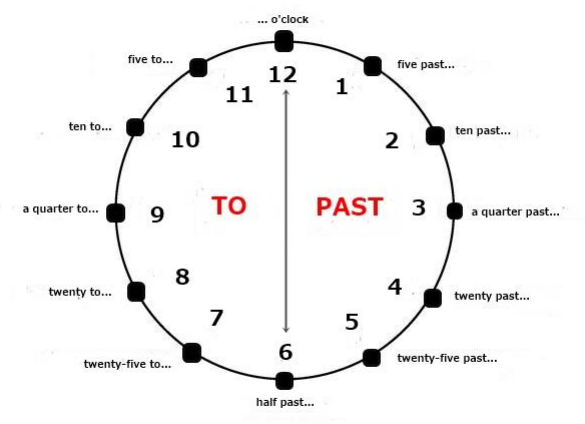 ... o'clock
five to...
five past...
12
11
1
ten to...
ten past...
10
2
a quarter to...
9
TO
PAST
3
a quarter past...
8
4
twenty to...
twenty past...
7
5
twenty-five to...
6
twenty-five past...
half past...